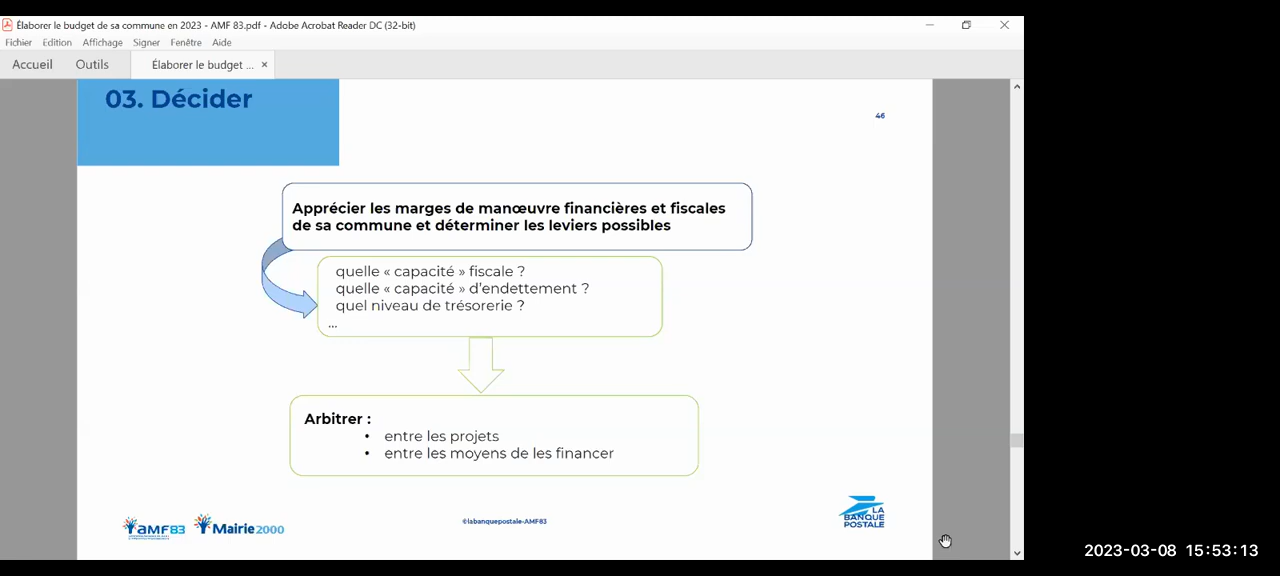 Élaborer le budget de sa commune en 2023 - AMF 83.pdf - Adobe Acrobat Reader DC (32-bit)
Fichier Edition Affichage Signer Fenêtre Aide
Accueil Outils Élaborer le budget ... ×
03. Décider
46
Apprécier les marges de manœuvre financières et fiscales
de sa commune et déterminer les leviers possibles
quelle « capacité » fiscale ?
quelle « capacité » d'endettement ?
quel niveau de trésorerie ?
...
Arbitrer :
• entre les projets
• entre les moyens de les financer
AMF83
Mairie2000
©labanquepostale-AMF83
LA
BANQUE
POSTALE
2023-03-08 15:53:13